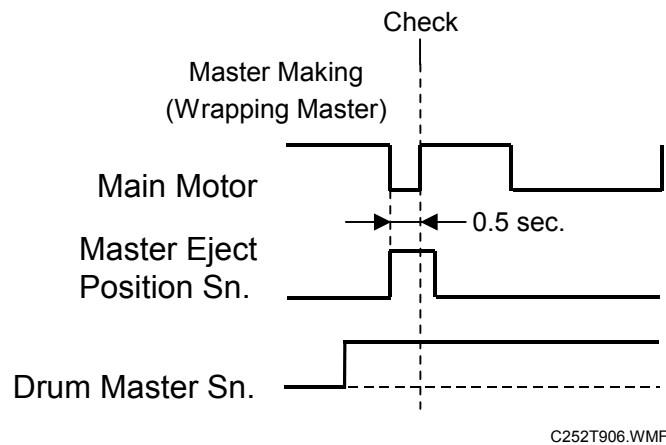 Check
Master Making
(Wrapping Master)
Main Motor
0.5 sec.
Master Eject
Position Sn.
Drum Master Sn.
C252T906.WMF